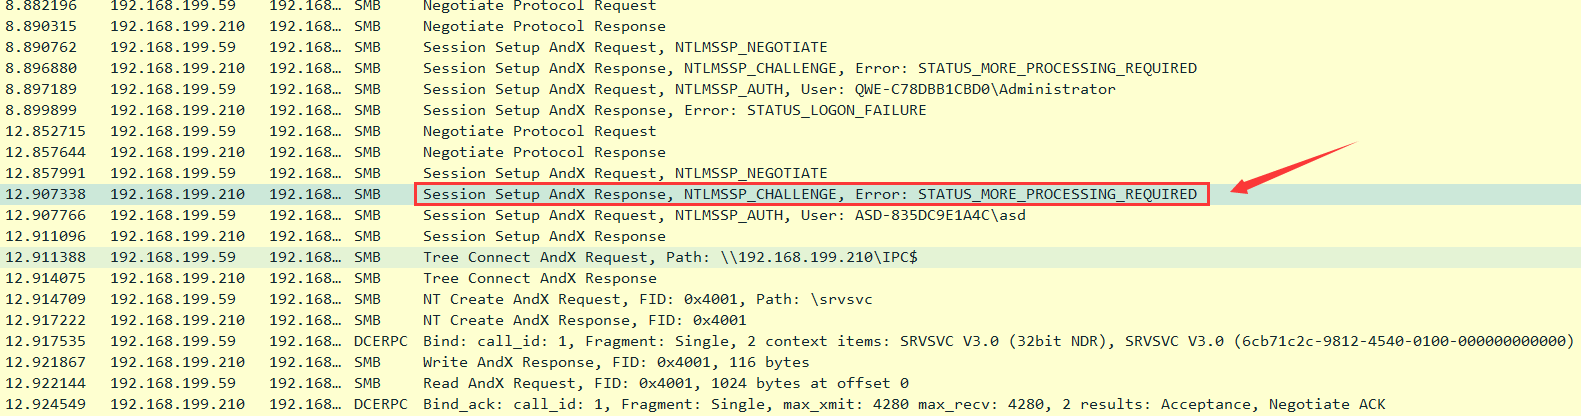 8.882196 192.168.199.59 192.168… SMB Negotiate Protocol Request
8.890315 192.168.199.210 192.168… SMB Negotiate Protocol Response
8.890762 192.168.199.59 192.168… SMB Session Setup AndX Request, NTLMSSP_NEGOTIATE
8.896880 192.168.199.210 192.168… SMB Session Setup AndX Response, NTLMSSP_CHALLENGE, Error: STATUS_MORE_PROCESSING_REQUIRED
8.897189 192.168.199.59 192.168… SMB Session Setup AndX Request, NTLMSSP_AUTH, User: QWE-C78DBB1CBD0\Administrator
8.899899 192.168.199.210 192.168… SMB Session Setup AndX Response, Error: STATUS_LOGON_FAILURE
12.852715 192.168.199.59 192.168… SMB Negotiate Protocol Request
12.857644 192.168.199.210 192.168… SMB Negotiate Protocol Response
12.857991 192.168.199.59 192.168… SMB Session Setup AndX Request, NTLMSSP_NEGOTIATE
12.907338 192.168.199.210 192.168… SMB Session Setup AndX Response, NTLMSSP_CHALLENGE, Error: STATUS_MORE_PROCESSING_REQUIRED
12.907766 192.168.199.59 192.168… SMB Session Setup AndX Request, NTLMSSP_AUTH, User: ASD-835DC9E1A4C\asd
12.911096 192.168.199.210 192.168… SMB Session Setup AndX Response
12.911388 192.168.199.59 192.168… SMB Tree Connect AndX Request, Path: \\192.168.199.210\IPC$
12.914075 192.168.199.210 192.168… SMB Tree Connect AndX Response
12.914709 192.168.199.59 192.168… SMB NT Create AndX Request, FID: 0x4001, Path: \srvsvc
12.917222 192.168.199.210 192.168… SMB NT Create AndX Response, FID: 0x4001
12.917535 192.168.199.59 192.168… DCERPC Bind: call_id: 1, Fragment: Single, 2 context items: SRVSVC V3.0 (32bit NDR), SRVSVC V3.0 (6cb71c2c-9812-4540-0100-000000000000)
12.921867 192.168.199.210 192.168… SMB Write AndX Response, FID: 0x4001, 116 bytes
12.922144 192.168.199.59 192.168… SMB Read AndX Request, FID: 0x4001, 1024 bytes at offset 0
12.924549 192.168.199.210 192.168… DCERPC Bind_ack: call_id: 1, Fragment: Single, max_xmit: 4280 max_recv: 4280, 2 results: Acceptance, Negotiate ACK